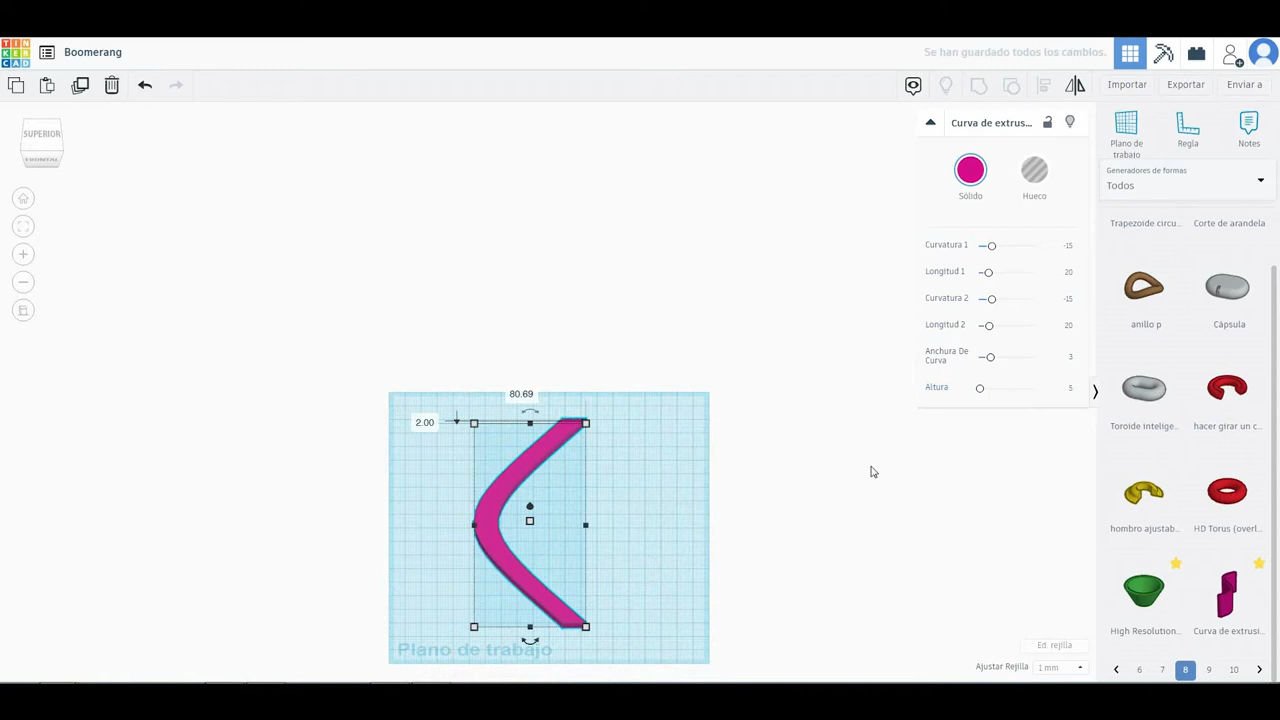 TIN
KER
CAD
Boomerang
Se han guardado todos los cambios.
Importar
Exportar
Enviar a
SUPERIOR
FRONTAL
Curva de extrus...
Sólido
Hueco
Curvatura 1
-15
Longitud 1
20
Curvatura 2
-15
Longitud 2
20
Anchura De
Curva
3
Altura
5
Plano de
trabajo
Regla
Notes
Generadores de formas
Todos
Trapezoide circu...
Corte de arandela
anillo p
Cápsula
Toroide intelige...
hacer girar un c...
hombro ajustab...
HD Torus (overl...
High Resolution...
Curva de extrusi...
80.69
2.00
Plano de trabajo
Ed. rejilla
Ajustar Rejilla
1 mm
6
7
8
9
10